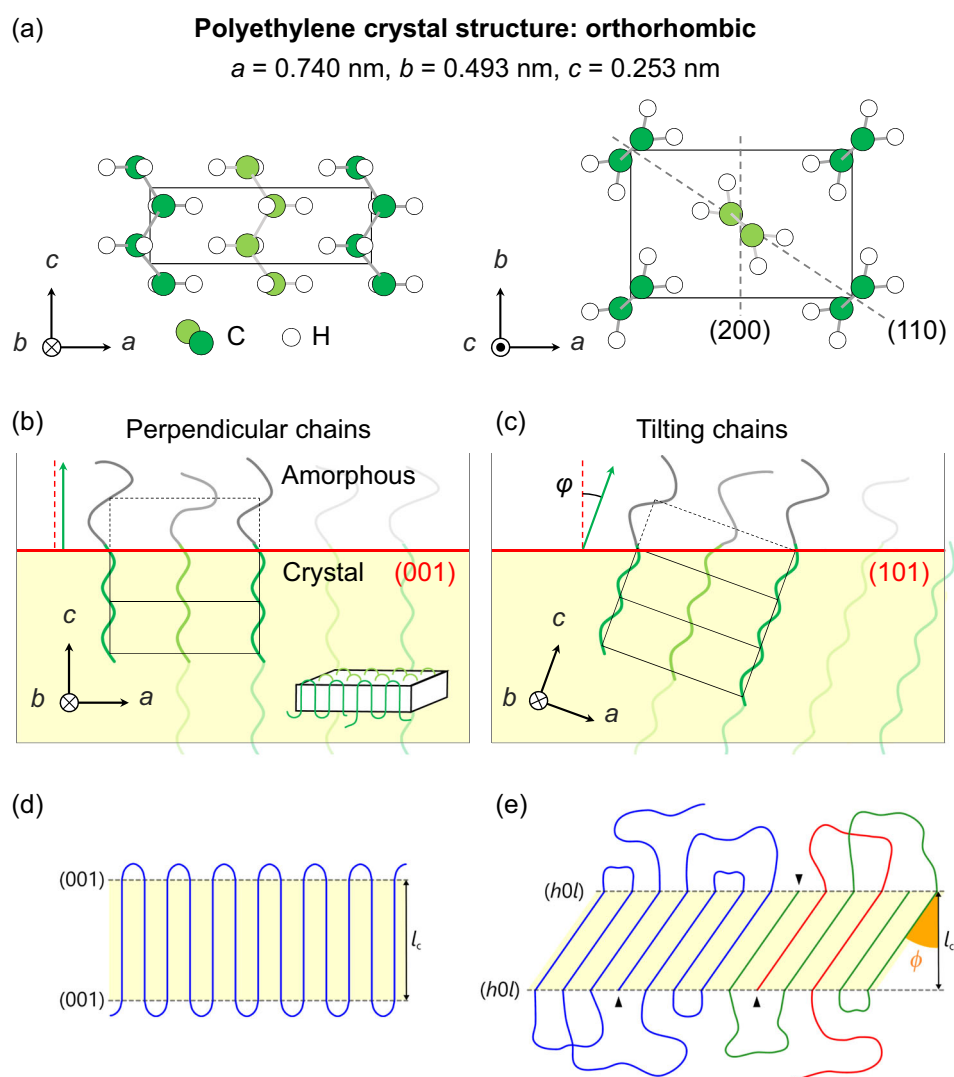 (a) Polyethylene crystal structure: orthorhombic
a = 0.740 nm, b = 0.493 nm, c = 0.253 nm
c
b
a
C
H
b
c
a
(200)
(110)
(b)
Perpendicular chains
Amorphous
Crystal
(001)
c
b
a
(c)
Tilting chains
φ
(101)
c
b
a
(d)
(001)
(001)
lc
(e)
(h0l)
(h0l)
ϕ
lc